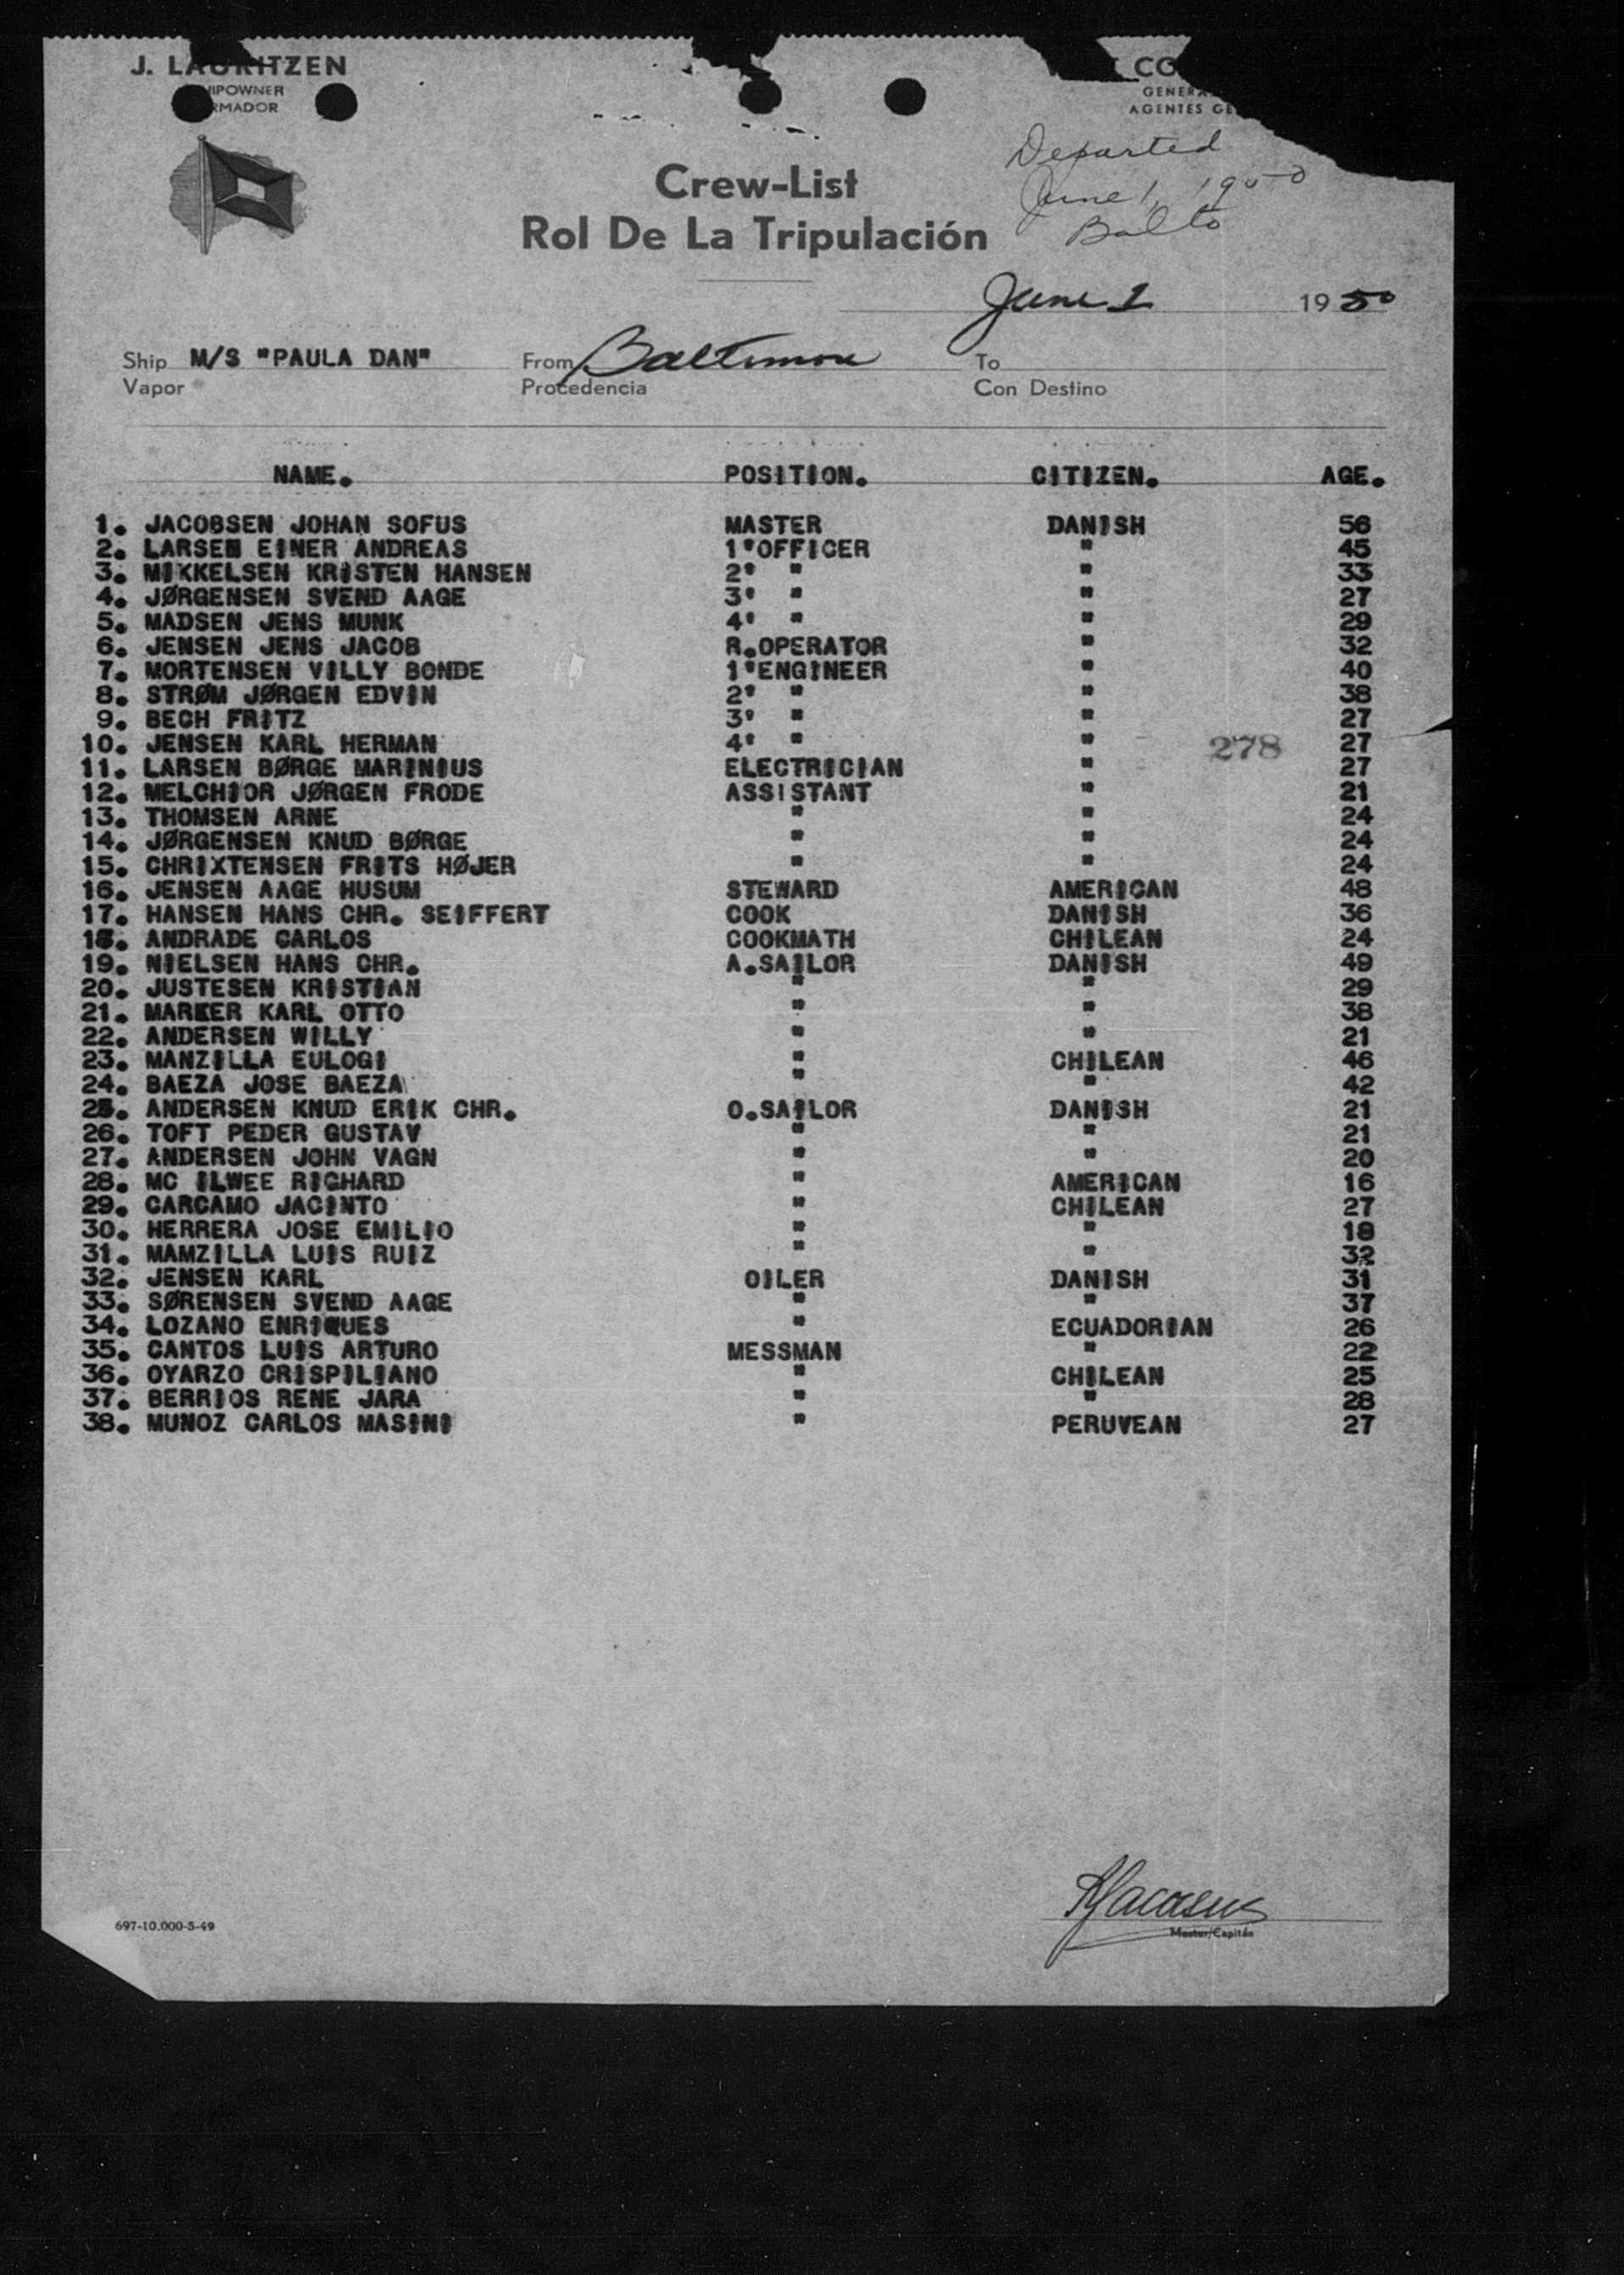 J. LAURITZEN
SHIPOWNER
ARMADOR
GENERA
AGENTES GE
Departed
June 1, 1950
Balto
Crew-List
Rol De La Tripulación
June 1 1950
Ship M/S "PAULA DAN" From Baltimore To
Vapor Procedencia Con Destino
NAME. POSITION. CITIZEN. AGE.
1. JACOBSEN JOHAN SOFUS MASTER DANISH 56
2. LARSEN EINER ANDREAS 1'OFFICER " 45
3. MIKKELSEN KRISTEN HANSEN 2' " " 33
4. JØRGENSEN SVEND AAGE 3' " " 27
5. MADSEN JENS MUNK 4' " " 29
6. JENSEN JENS JACOB R.OPERATOR " 32
7. MORTENSEN VILLY BONDE 1'ENGINEER " 40
8. STRØM JØRGEN EDVIN 2' " " 38
9. BECH FRITZ 3' " " 27
10. JENSEN KARL HERMAN 4' " " 278 27
11. LARSEN BØRGE MARINIUS ELECTRICIAN " 27
12. MELCHIOR JØRGEN FRODE ASSISTANT " 21
13. THOMSEN ARNE " " 24
14. JØRGENSEN KNUD BØRGE " " 24
15. CHRIXTENSEN FRITS HØJER " " 24
16. JENSEN AAGE HUSUM STEWARD AMERICAN 48
17. HANSEN HANS CHR. SEIFFERT COOK DANISH 36
18. ANDRADE CARLOS COOKMATH CHILEAN 24
19. NIELSEN HANS CHR. A.SAILOR DANISH 49
20. JUSTESEN KRISTIAN " " 29
21. MARKER KARL OTTO " " 38
22. ANDERSEN WILLY " " 21
23. MANZILLA EULOGI " CHILEAN 46
24. BAEZA JOSE BAEZA " " 42
25. ANDERSEN KNUD ERIK CHR. O.SAILOR DANISH 21
26. TOFT PEDER GUSTAV " " 21
27. ANDERSEN JOHN VAGN " " 20
28. MC ILWEE RICHARD " AMERICAN 16
29. CARCAMO JACINTO " CHILEAN 27
30. HERRERA JOSE EMILIO " " 18
31. MAMZILLA LUIS RUIZ " " 32
32. JENSEN KARL OILER DANISH 31
33. SØRENSEN SVEND AAGE " " 37
34. LOZANO ENRIQUES " ECUADORIAN 26
35. CANTOS LUIS ARTURO MESSMAN " 22
36. OYARZO CRISPILIANO " CHILEAN 25
37. BERRIOS RENE JARA " " 28
38. MUNOZ CARLOS MASINI " PERUVEAN 27
697-10.000-5-49
Master/Capitán